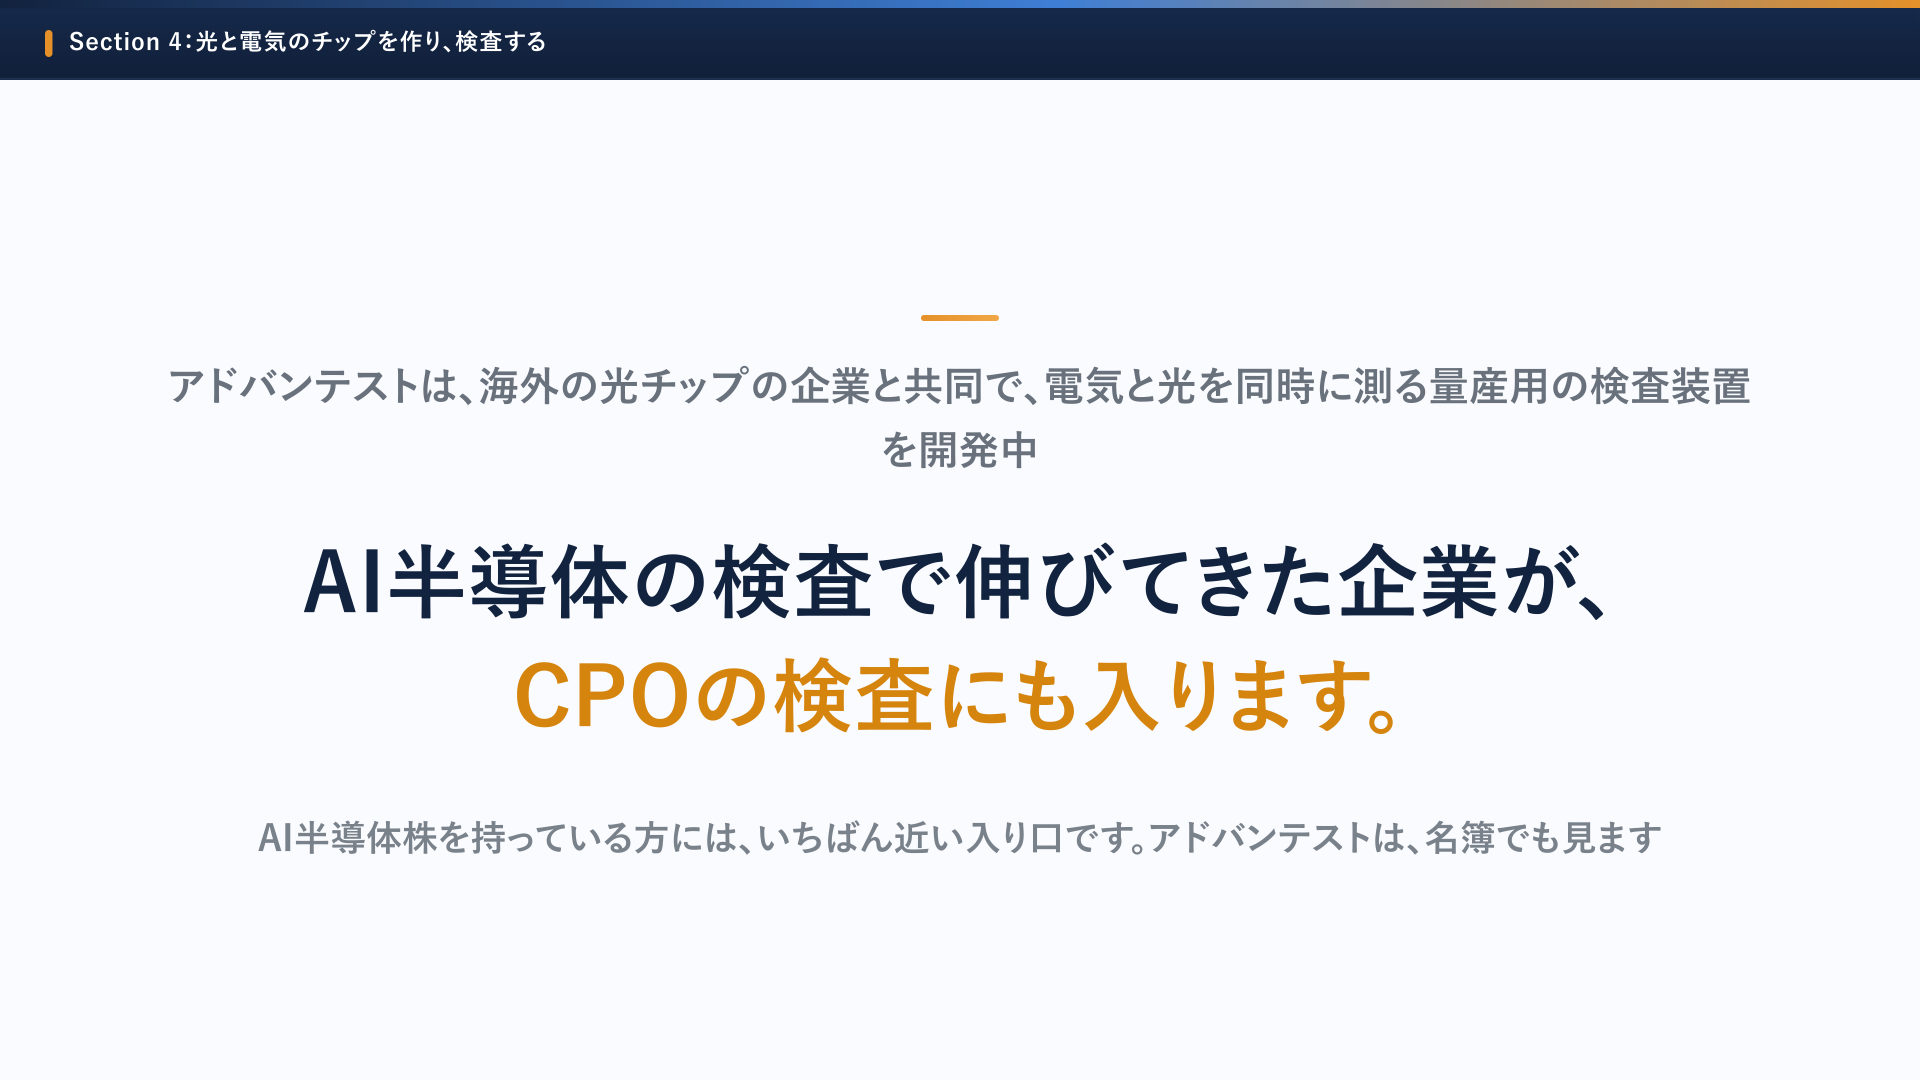 Section 4：光と電気のチップを作り、検査する
アドバンテストは、海外の光チップの企業と共同で、電気と光を同時に測る量産用の検査装置
を開発中
AI半導体の検査で伸びてきた企業が、
CPOの検査にも入ります。
AI半導体株を持っている方には、いちばん近い入り口です。アドバンテストは、名簿でも見ます